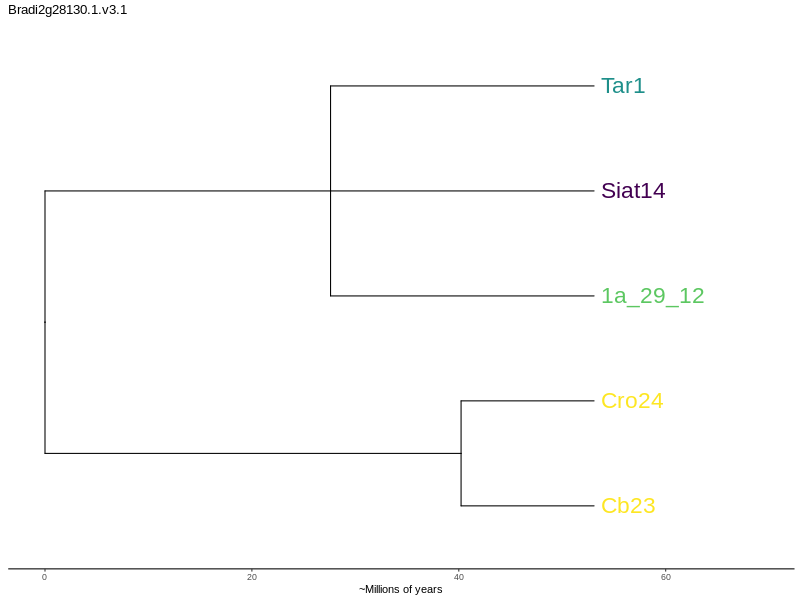 Bradi2g28130.1.v3.1
Tar1
Siat14
1a_29_12
Cro24
Cb23
0 20 40 60
~Millions of years